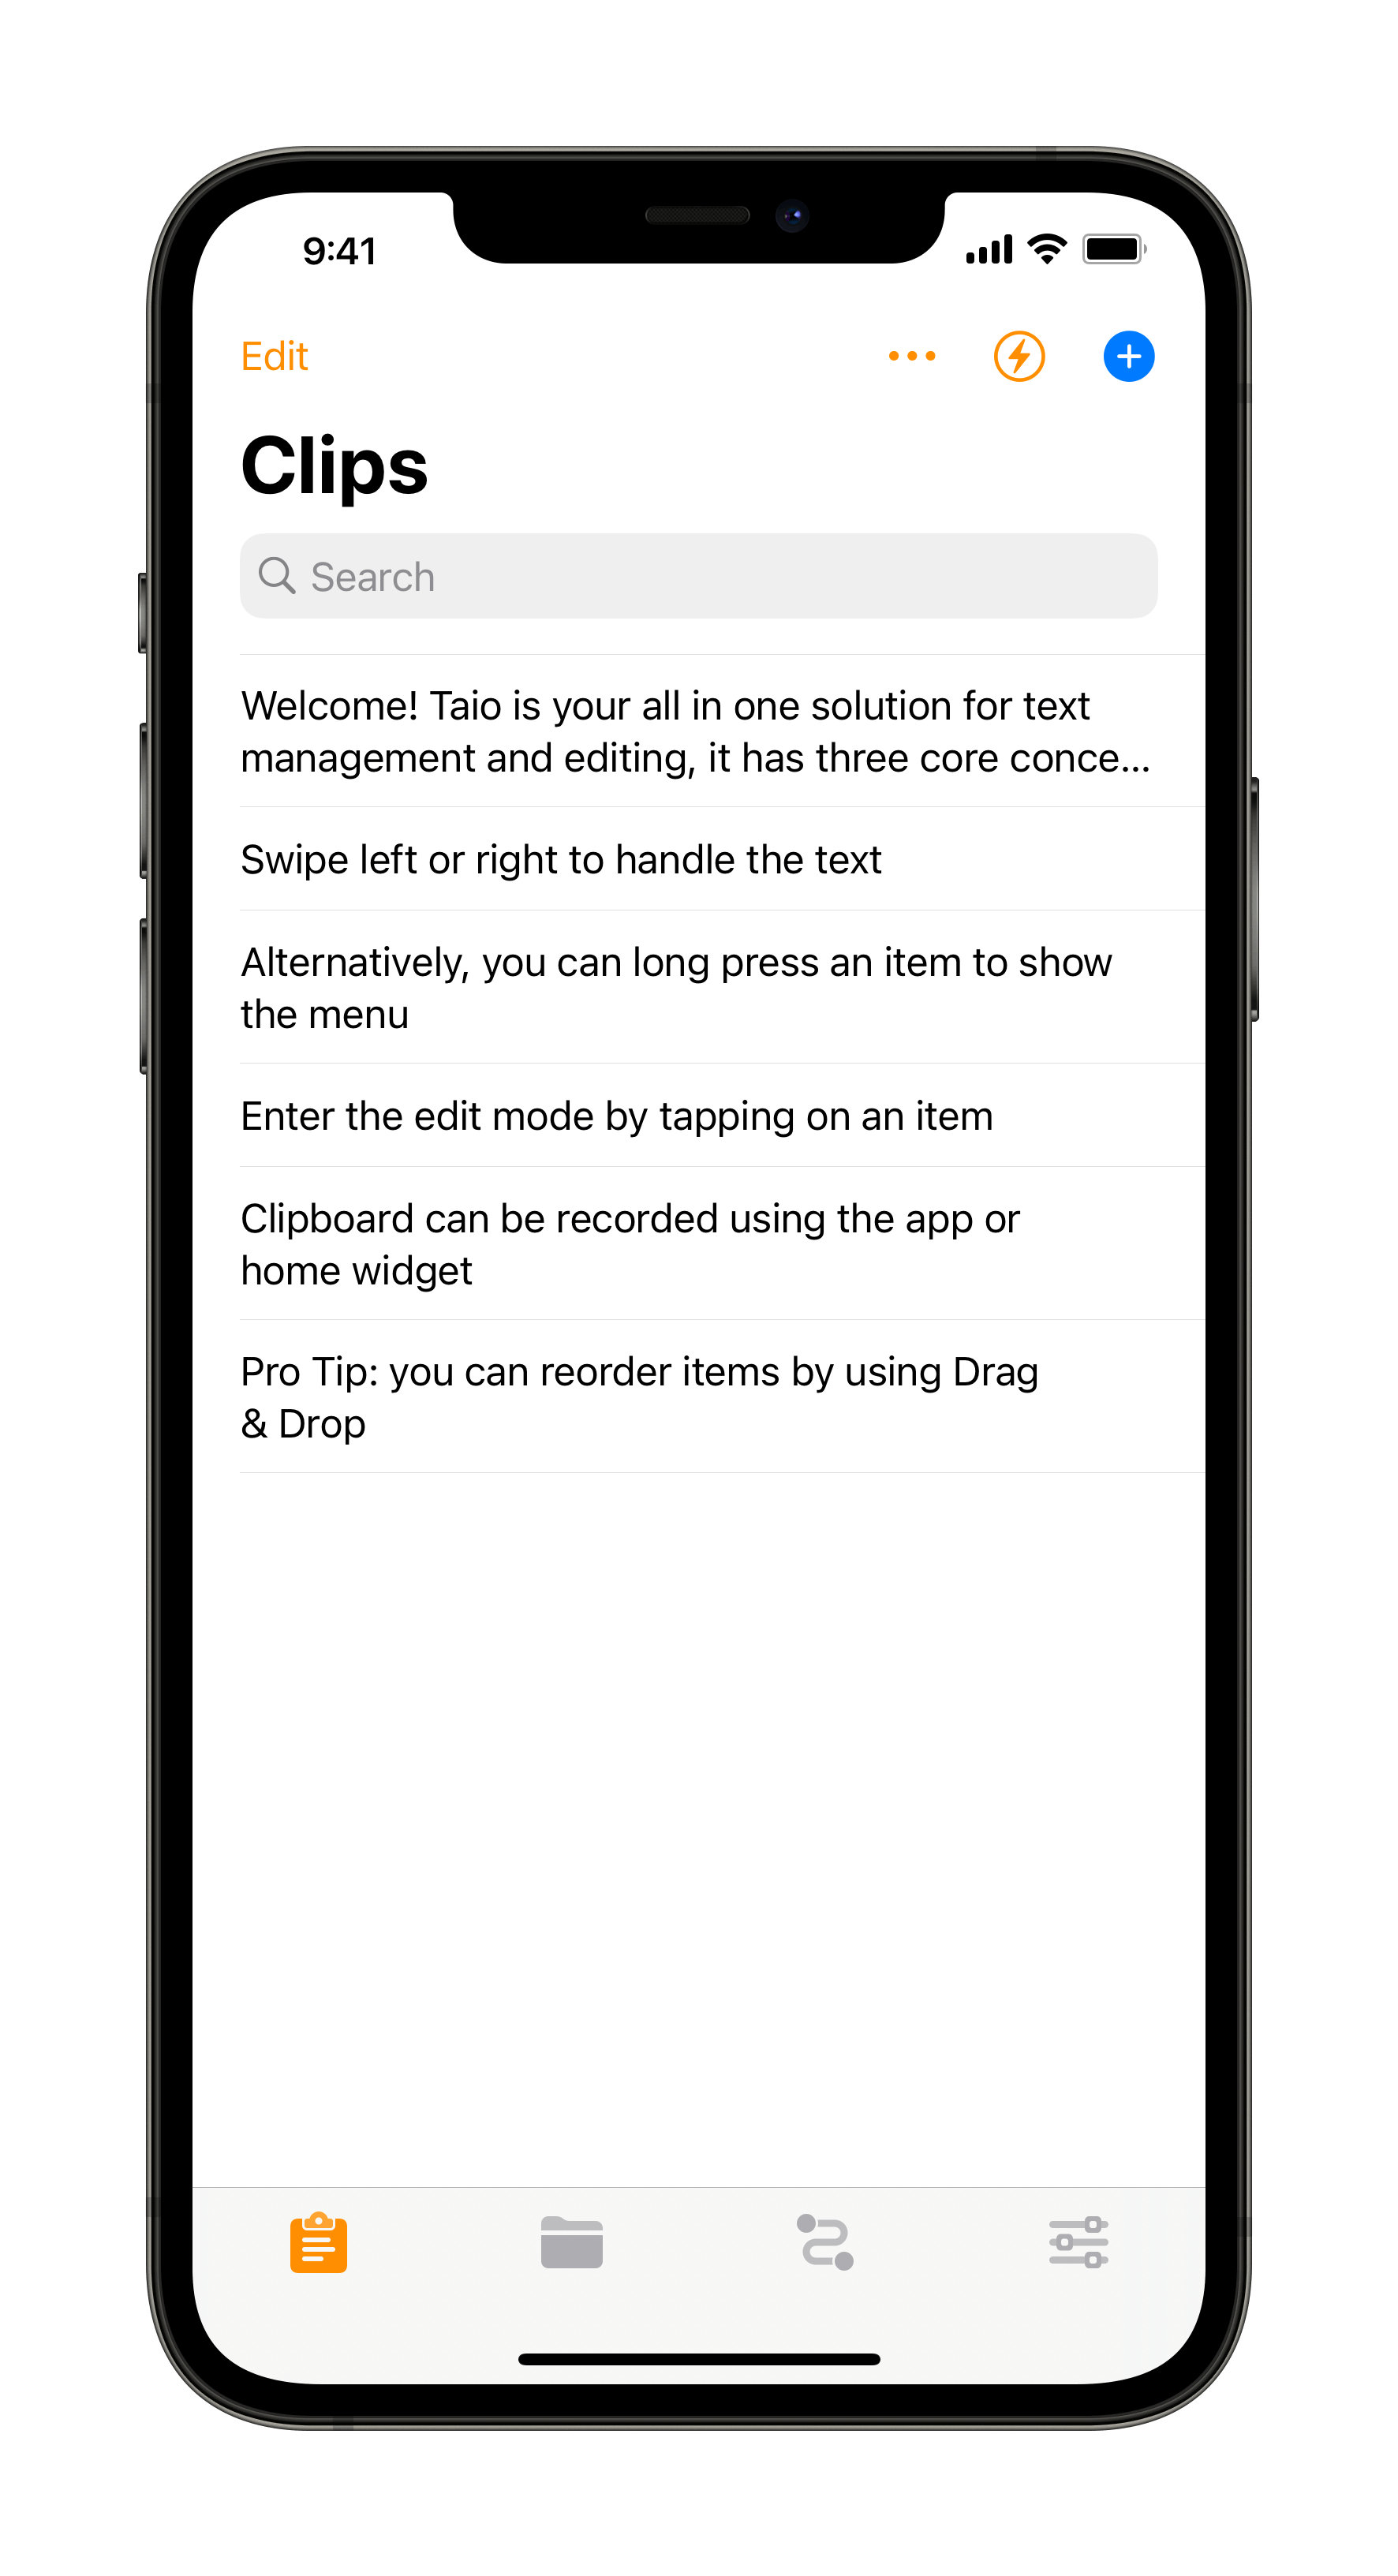 9:41
Edit
Clips
Search
Welcome! Taio is your all in one solution for text
management and editing, it has three core conce...
Swipe left or right to handle the text
Alternatively, you can long press an item to show
the menu
Enter the edit mode by tapping on an item
Clipboard can be recorded using the app or
home widget
Pro Tip: you can reorder items by using Drag
& Drop